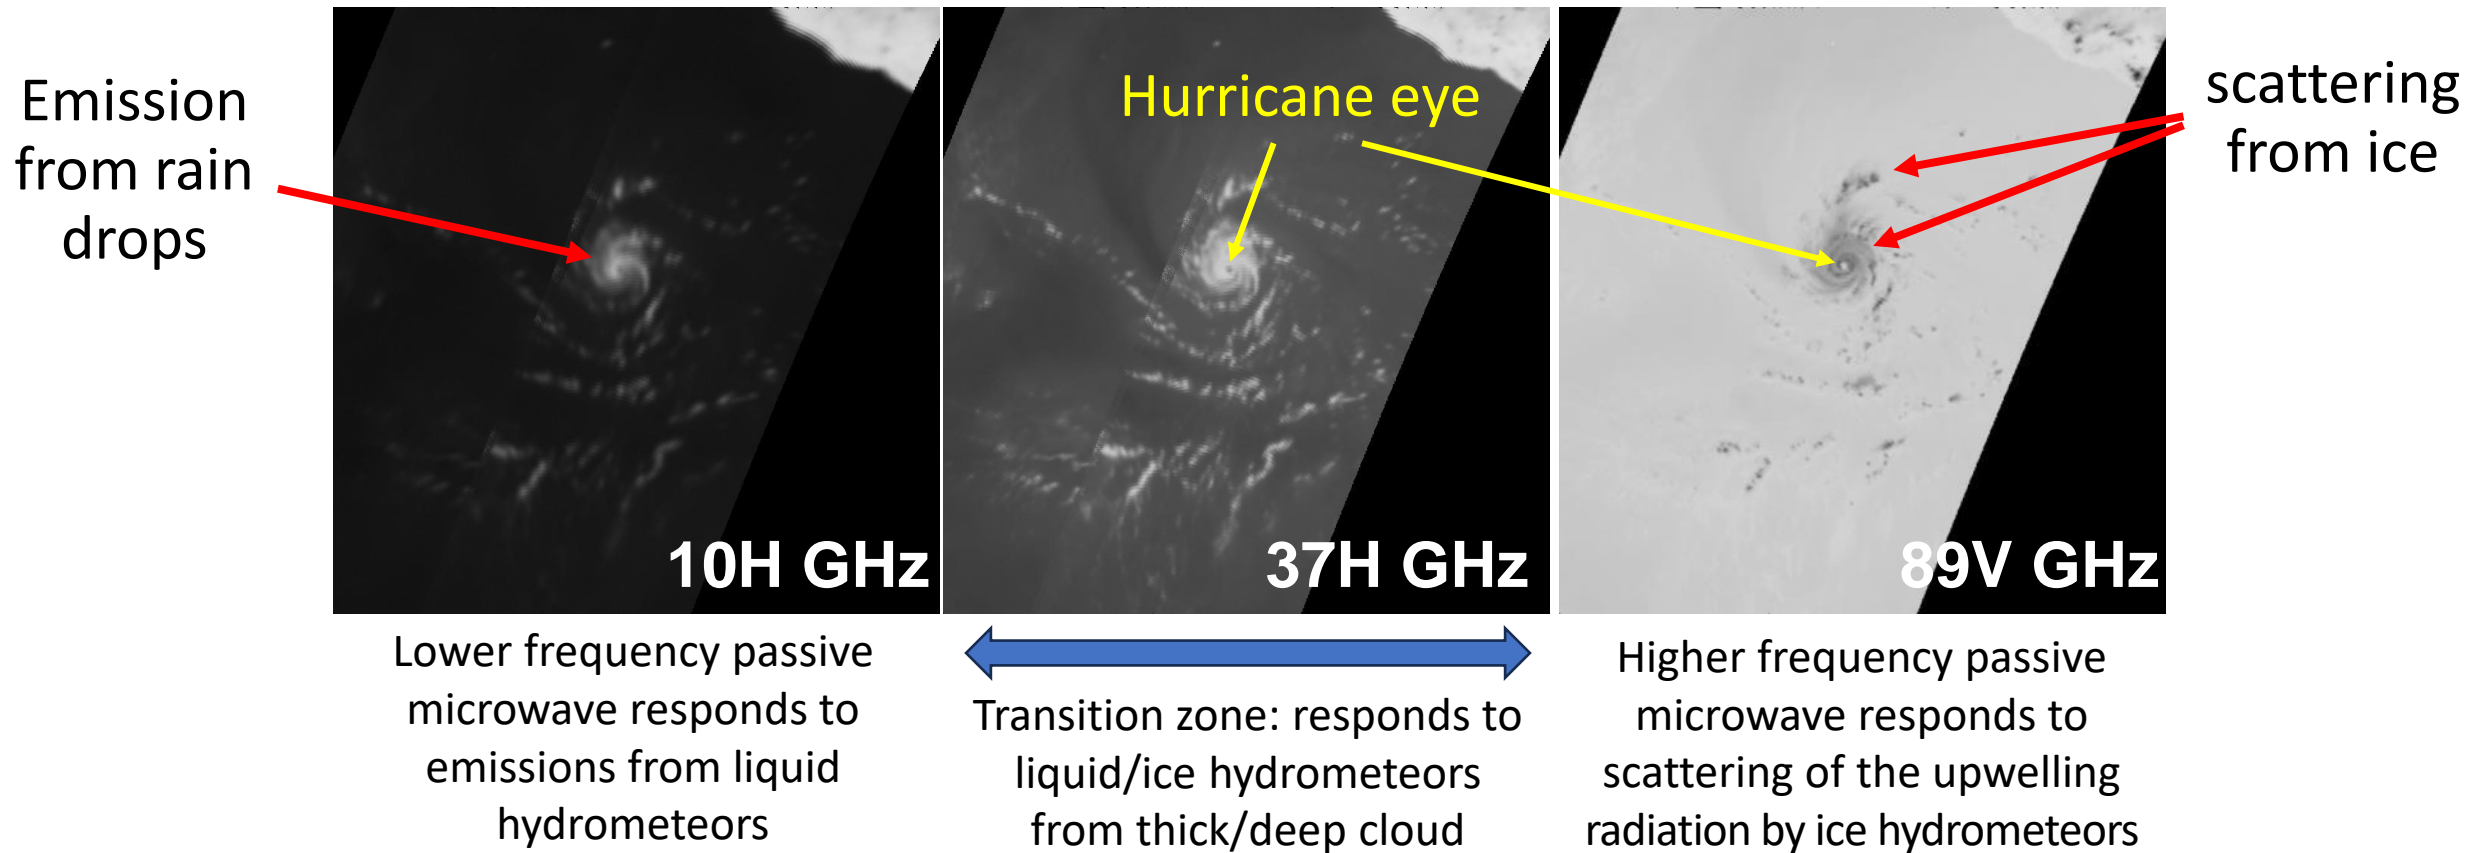 Emission
from rain
drops
Hurricane eye
scattering
from ice
10H GHz
37H GHz
89V GHz
Lower frequency passive
microwave responds to
emissions from liquid
hydrometeors
Transition zone: responds to
liquid/ice hydrometeors
from thick/deep cloud
Higher frequency passive
microwave responds to
scattering of the upwelling
radiation by ice hydrometeors